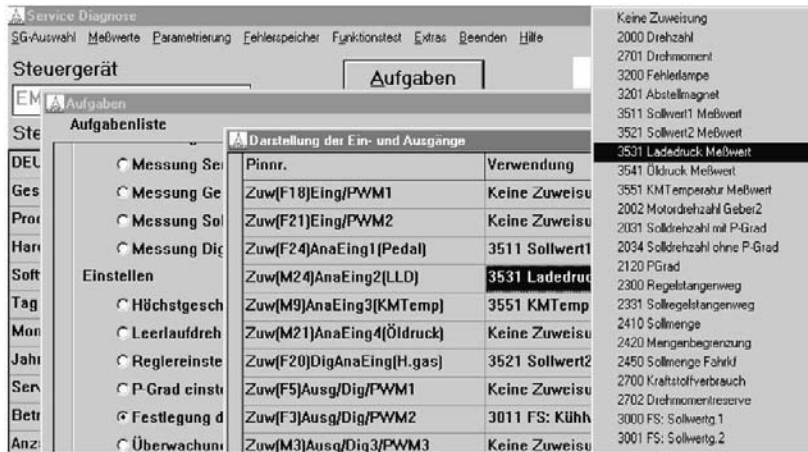 Service Diagnose
SG-Auswahl Meßwerte Parametrierung Fehlerspeicher Funktionstest Extras Beenden Hilfe
Steuergerät
Aufgaben
EM
Aufgaben
Aufgabenliste
Ste
DEU
Ges
Prod
Hard
Soft
Tag
Mon
Jahr
Serv
Betr
Anz
Messung Ser
Messung Ge
Messung Sol
Messung Dig
Einstellen
Höchstgesch
Leerlaufdreh
Reglereinste
P-Grad einst
Festlegung d
Überwachun
Darstellung der Ein- und Ausgänge
Pinnr. Verwendung
Zuw(F18)Eing/PWM1 Keine Zuweisu
Zuw(F21)Eing/PWM2 Keine Zuweisu
Zuw(F24)AnaEing1(Pedal) 3511 Sollwert1
Zuw(M24)AnaEing2(LLD) 3531 Ladedruc
Zuw(M9)AnaEing3(KMTemp) 3551 KMTemp
Zuw(M21)AnaEing4(Öldruck) Keine Zuweisu
Zuw(F20)DigAnaEing(H.gas) 3521 Sollwert2
Zuw(F5)Ausg/Dig/PWM1 Keine Zuweisu
Zuw(F3)Ausg/Dig/PWM2 3011 FS: Kühlw
Zuw(M3)Ausg/Dig3/PWM3 Keine Zuweisu
Keine Zuweisung
2000 Drehzahl
2701 Drehmoment
3200 Fehlerlampe
3201 Abstellmagnet
3511 Sollwert1 Meßwert
3521 Sollwert2 Meßwert
3531 Ladedruck Meßwert
3541 Öldruck Meßwert
3551 KMTemperatur Meßwert
2002 Motordrehzahl Geber2
2031 Solldrehzahl mit P-Grad
2034 Solldrehzahl ohne P-Grad
2120 PGrad
2300 Regelstangenweg
2331 Sollregelstangenweg
2410 Sollmenge
2420 Mengenbegrenzung
2450 Sollmenge Fahrkf
2700 Kraftstoffverbrauch
2702 Drehmomentreserve
3000 FS: Sollwertg.1
3001 FS: Sollwertg.2